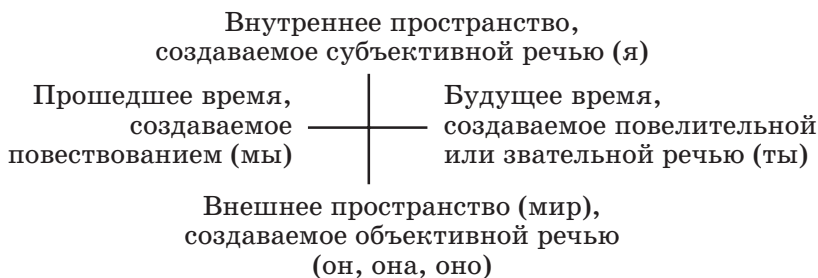 Внутреннее пространство,
создаваемое субъективной речью (я)
Прошедшее время,
создаваемое
повествованием (мы)
Будущее время,
создаваемое повелительной
или звательной речью (ты)
Внешнее пространство (мир),
создаваемое объективной речью
(он, она, оно)